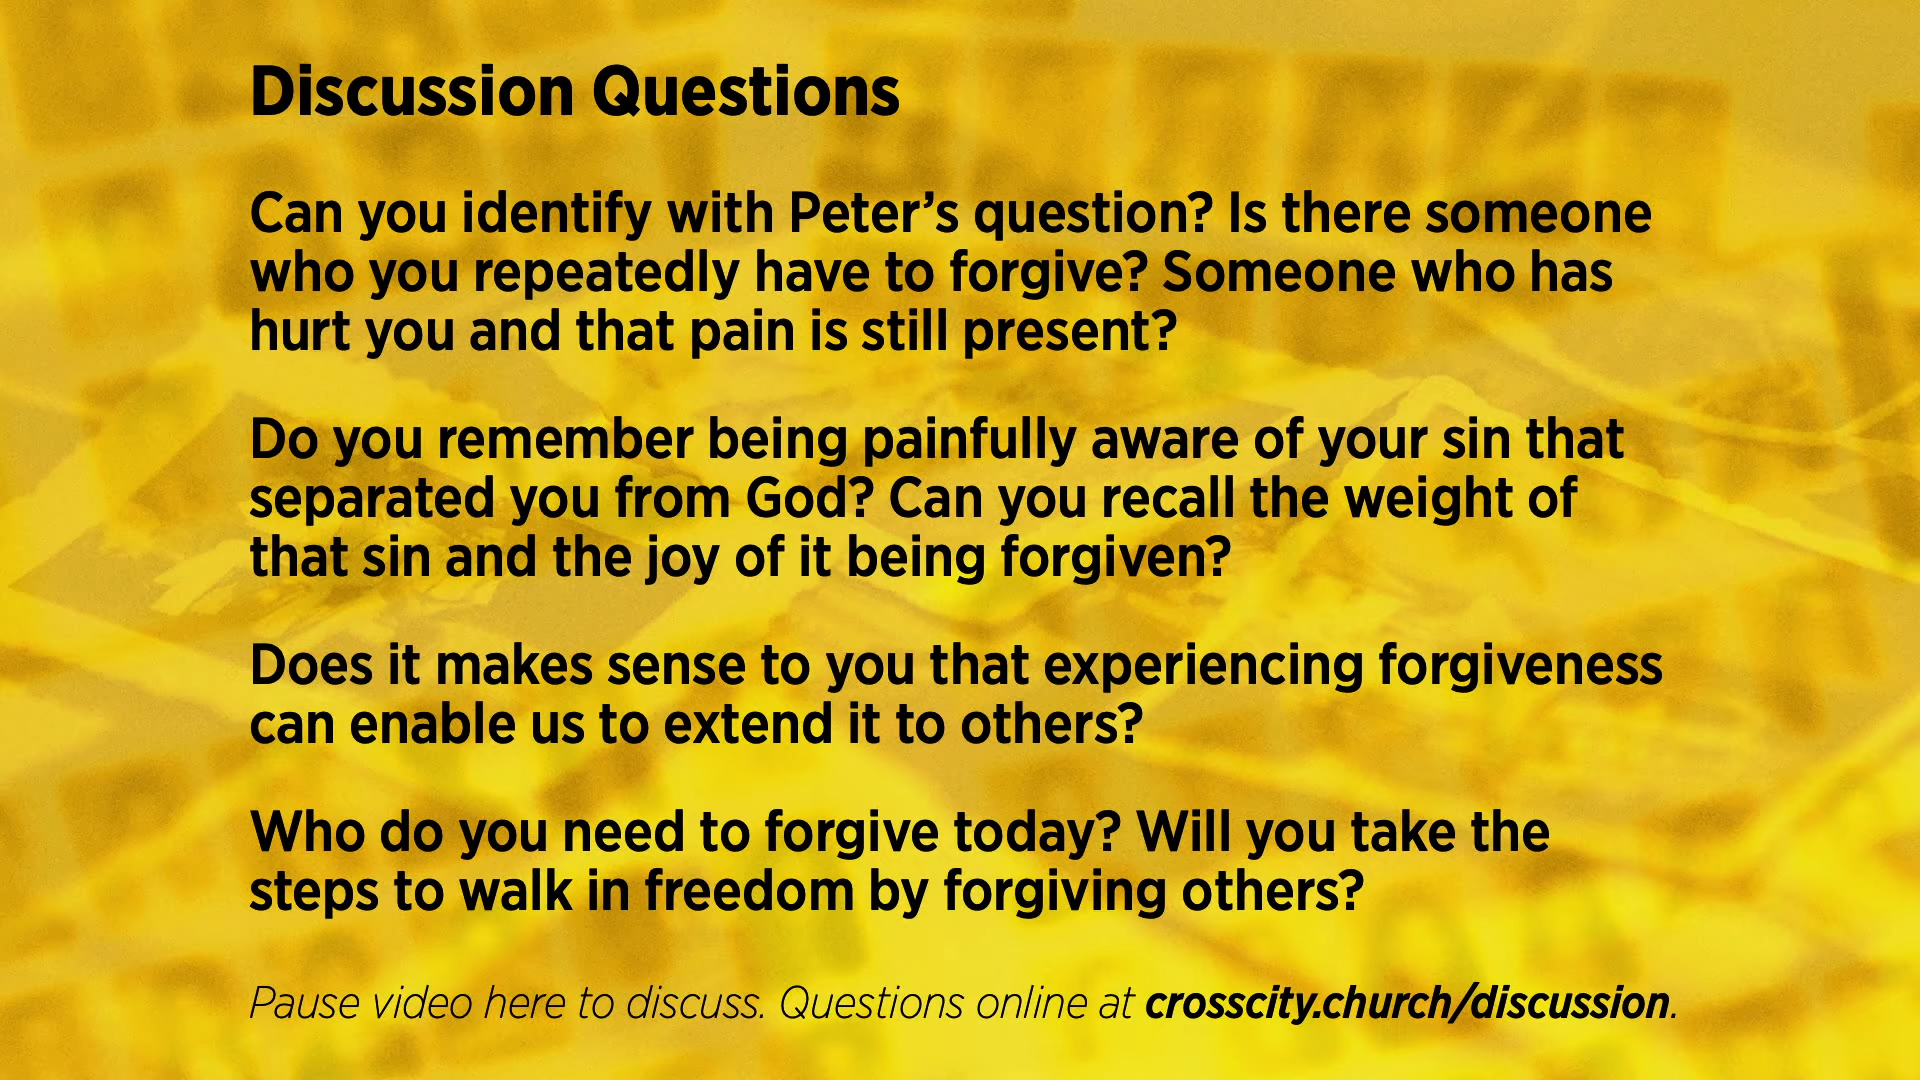 Discussion Questions
Can you identify with Peter’s question? Is there someone
who you repeatedly have to forgive? Someone who has
hurt you and that pain is still present?
Do you remember being painfully aware of your sin that
separated you from God? Can you recall the weight of
that sin and the joy of it being forgiven?
Does it makes sense to you that experiencing forgiveness
can enable us to extend it to others?
Who do you need to forgive today? Will you take the
steps to walk in freedom by forgiving others?
Pause video here to discuss. Questions online at crosscity.church/discussion.